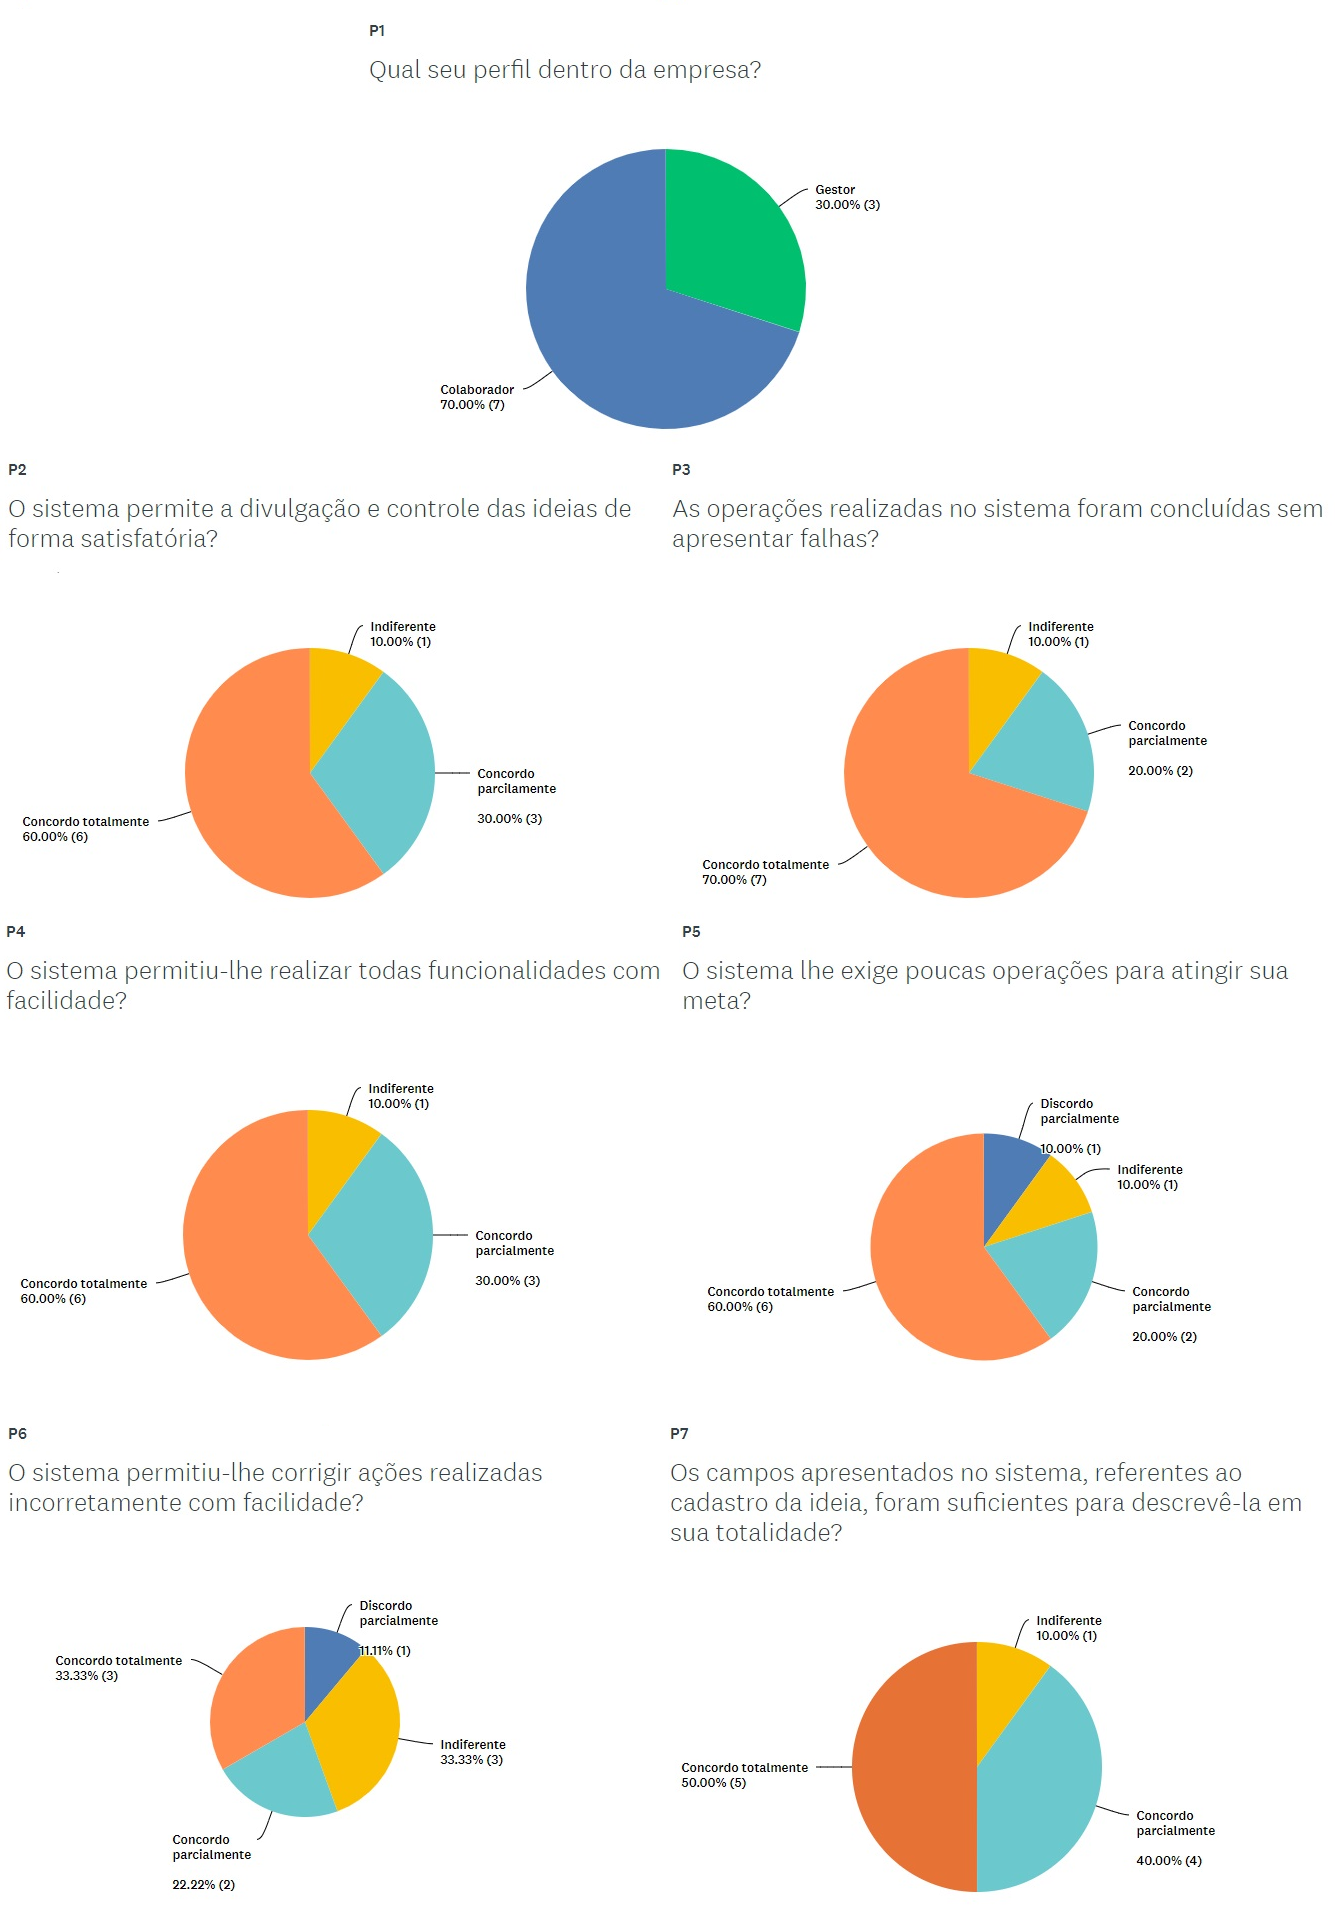 P1
Qual seu perfil dentro da empresa?
Gestor
30.00% (3)
Colaborador
70.00% (7)
P2
O sistema permite a divulgação e controle das ideias de
forma satisfatória?
Indiferente
10.00% (1)
Concordo
parcilamente
30.00% (3)
Concordo totalmente
60.00% (6)
P3
As operações realizadas no sistema foram concluídas sem
apresentar falhas?
Indiferente
10.00% (1)
Concordo
parcialmente
20.00% (2)
Concordo totalmente
70.00% (7)
P4
O sistema permitiu-lhe realizar todas funcionalidades com
facilidade?
Indiferente
10.00% (1)
Concordo
parcialmente
30.00% (3)
Concordo totalmente
60.00% (6)
P5
O sistema lhe exige poucas operações para atingir sua
meta?
Discordo
parcialmente
10.00% (1)
Indiferente
10.00% (1)
Concordo
parcialmente
20.00% (2)
Concordo totalmente
60.00% (6)
P6
O sistema permitiu-lhe corrigir ações realizadas
incorretamente com facilidade?
Discordo
parcialmente
11.11% (1)
Concordo totalmente
33.33% (3)
Indiferente
33.33% (3)
Concordo
parcialmente
22.22% (2)
P7
Os campos apresentados no sistema, referentes ao
cadastro da ideia, foram suficientes para descrevê-la em
sua totalidade?
Indiferente
10.00% (1)
Concordo totalmente
50.00% (5)
Concordo
parcialmente
40.00% (4)